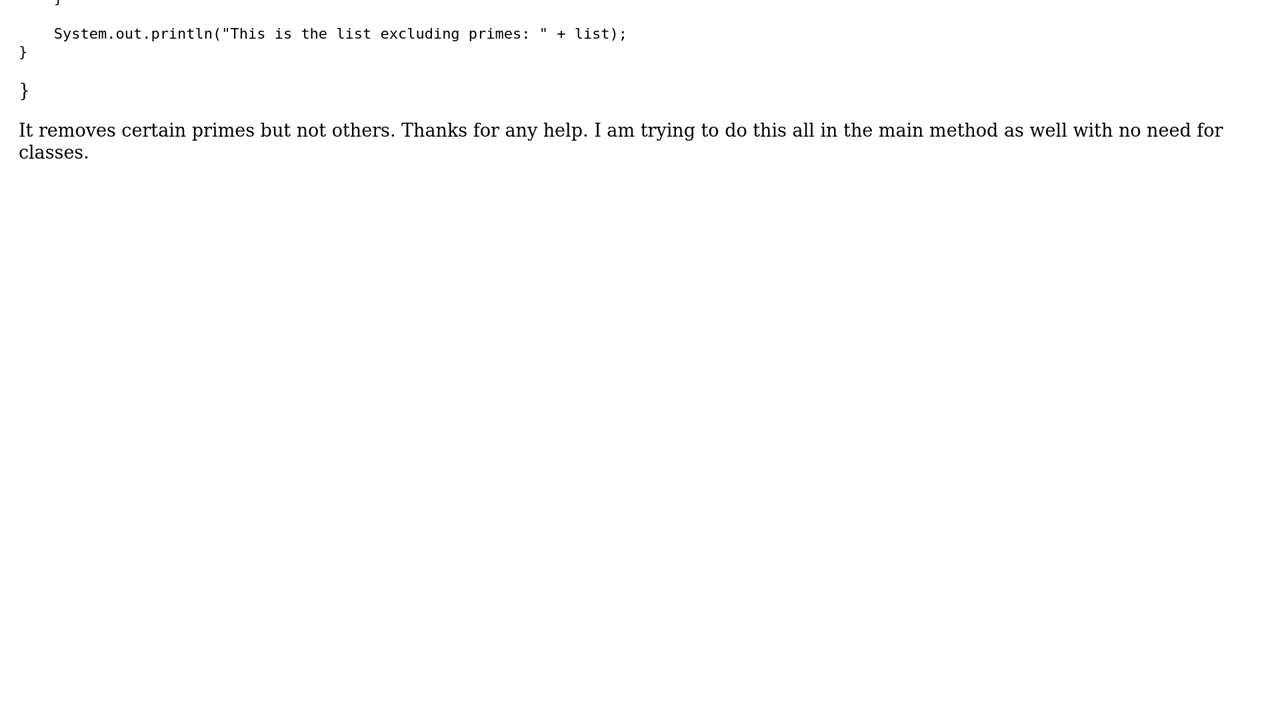 }
System.out.println("This is the list excluding primes: " + list);
}
}
It removes certain primes but not others. Thanks for any help. I am trying to do this all in the main method as well with no need for
classes.